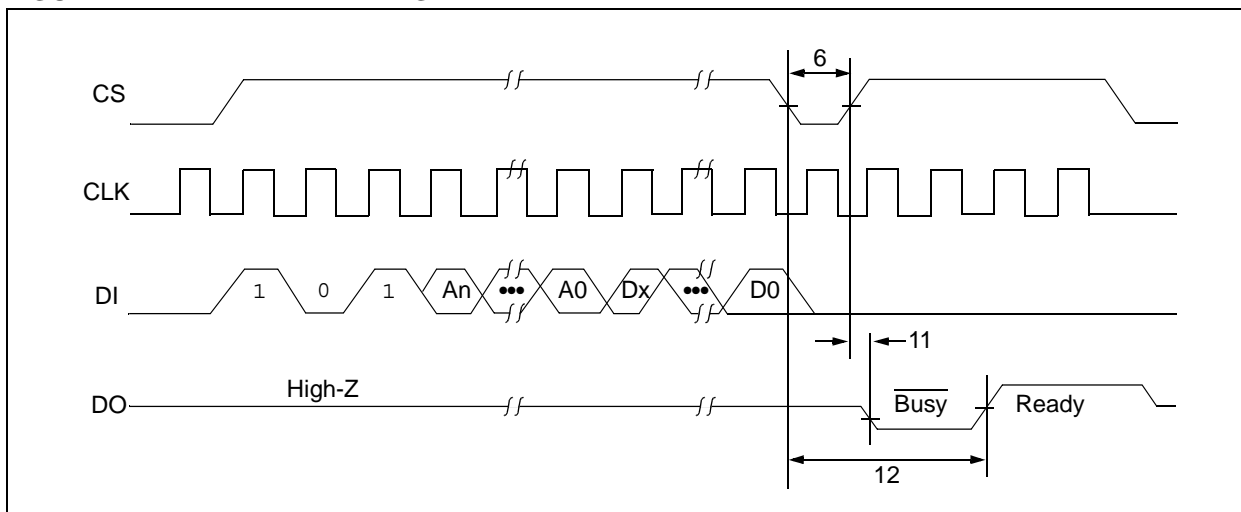 6
CS
CLK
DI
1 0 1 An ••• A0 Dx ••• D0
11
DO
High-Z
Busy
Ready
12